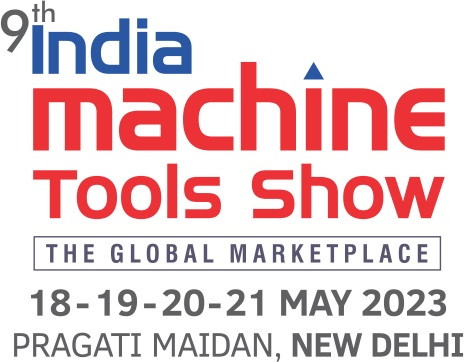 9th
India
machine
Tools Show
THE GLOBAL MARKETPLACE
18-19-20-21 MAY 2023
PRAGATI MAIDAN, NEW DELHI